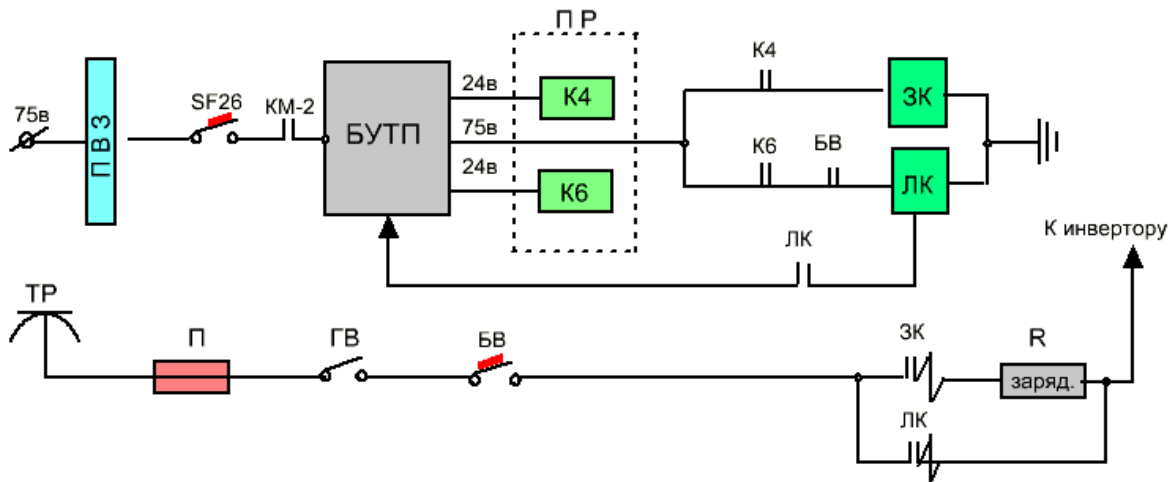 П Р
75в
П В З
SF26
КМ-2
БУТП
24в
К4
75в
24в
К6
К4
ЗК
К6
БВ
ЛК
ЛК
К инвертору
ТР
П
ГВ
БВ
ЗК
R
заряд.
ЛК